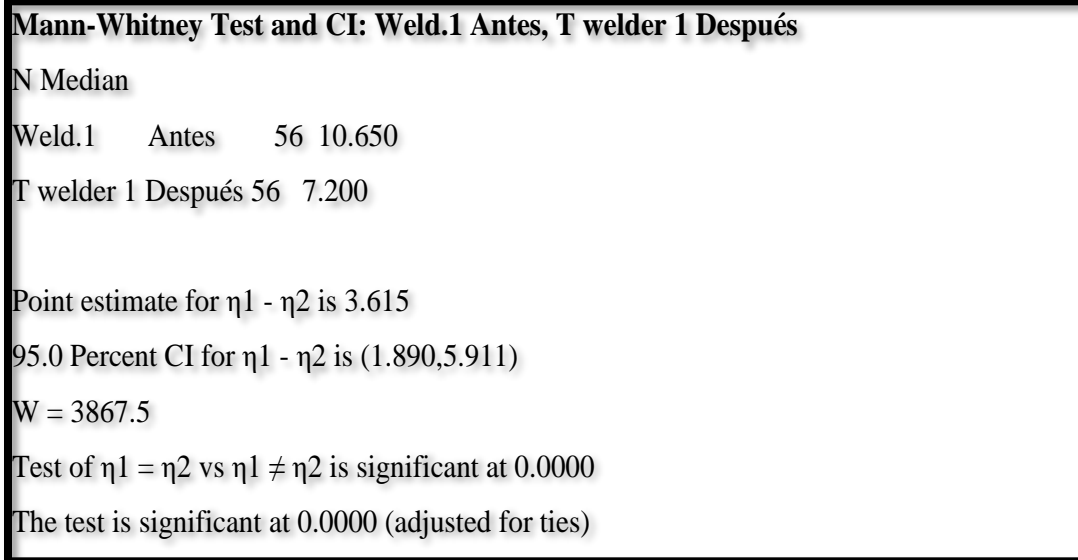 Mann-Whitney Test and CI: Weld.1 Antes, T welder 1 Después
N Median
Weld.1 Antes 56 10.650
T welder 1 Después 56 7.200
Point estimate for η1 - η2 is 3.615
95.0 Percent CI for η1 - η2 is (1.890,5.911)
W = 3867.5
Test of η1 = η2 vs η1 ≠ η2 is significant at 0.0000
The test is significant at 0.0000 (adjusted for ties)